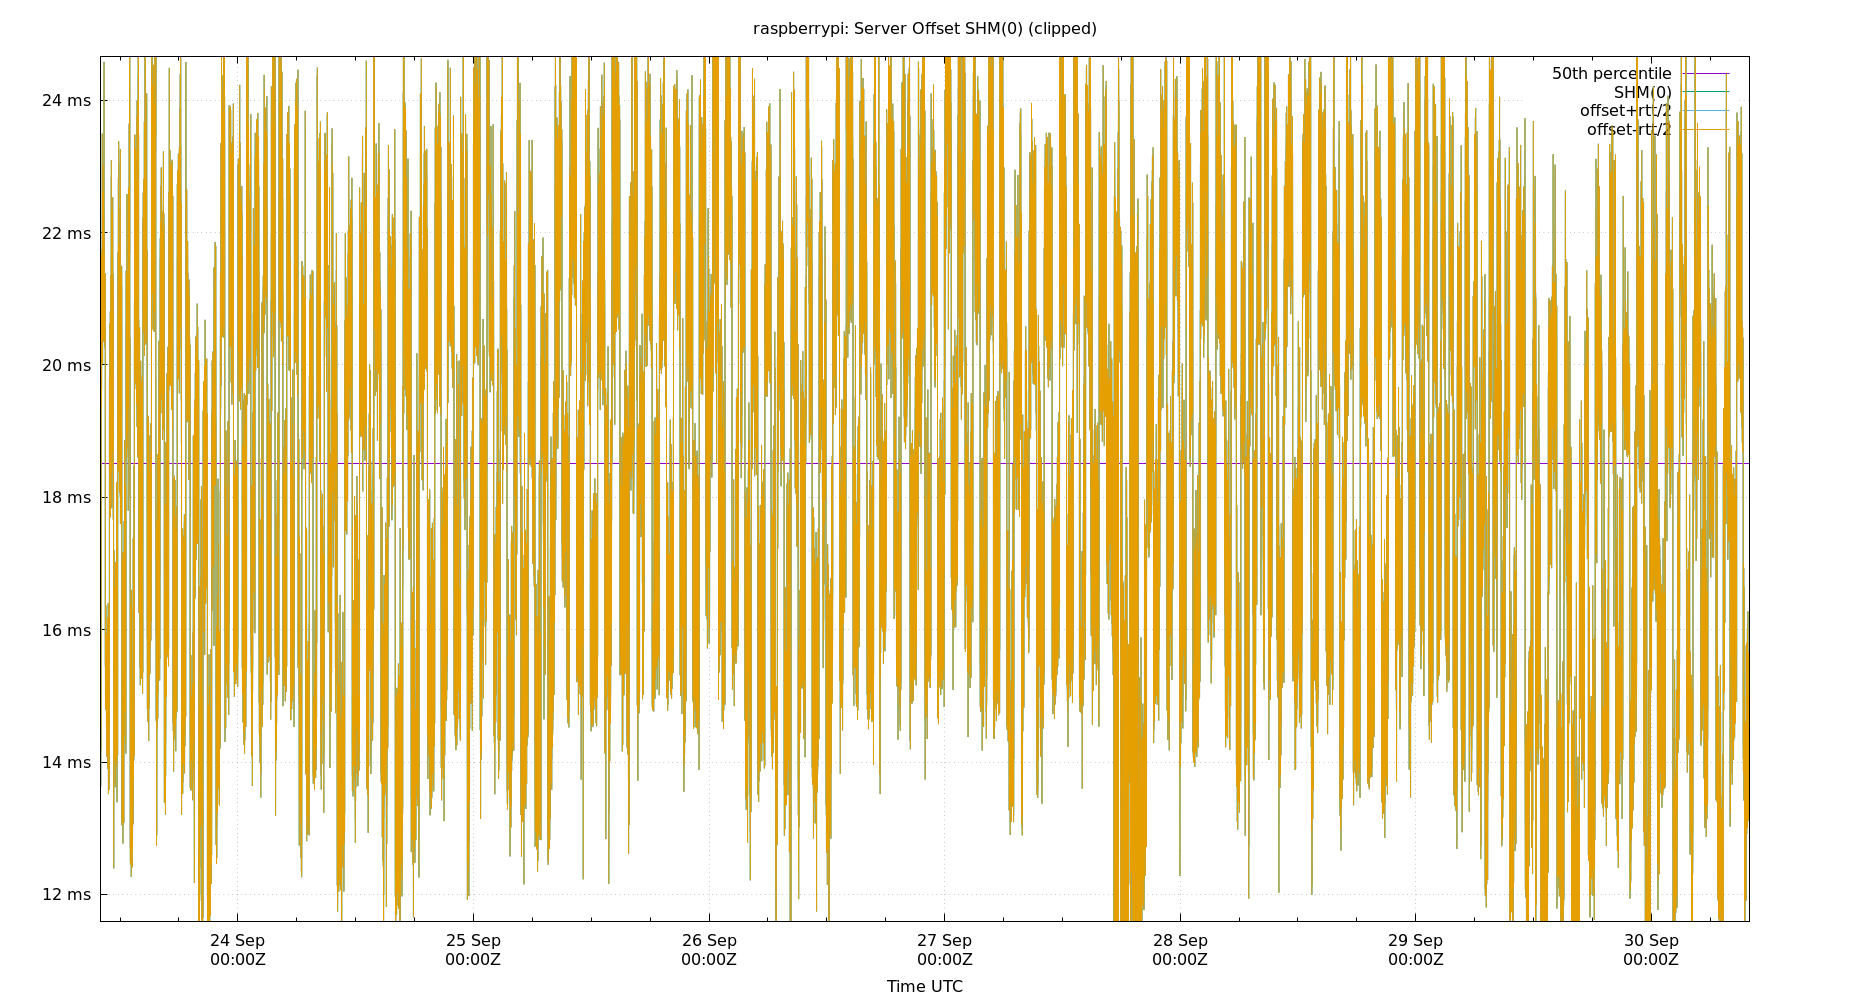 raspberrypi: Server Offset SHM(0) (clipped)
50th percentile
SHM(0)
offset+rtt/2
offset-rtt/2
24 ms
22 ms
20 ms
18 ms
16 ms
14 ms
12 ms
24 Sep 25 Sep 26 Sep 27 Sep 28 Sep 29 Sep 30 Sep
00:00Z 00:00Z 00:00Z 00:00Z 00:00Z 00:00Z 00:00Z
Time UTC